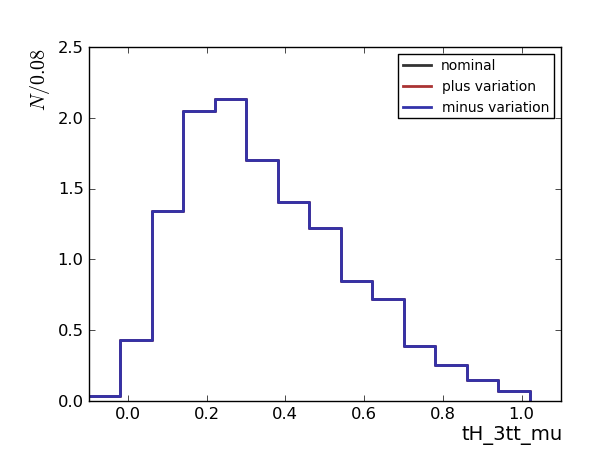 N/0.08
2.5
2.0
1.5
1.0
0.5
0.0
nominal
plus variation
minus variation
0.0 0.2 0.4 0.6 0.8 1.0
tH_3tt_mu